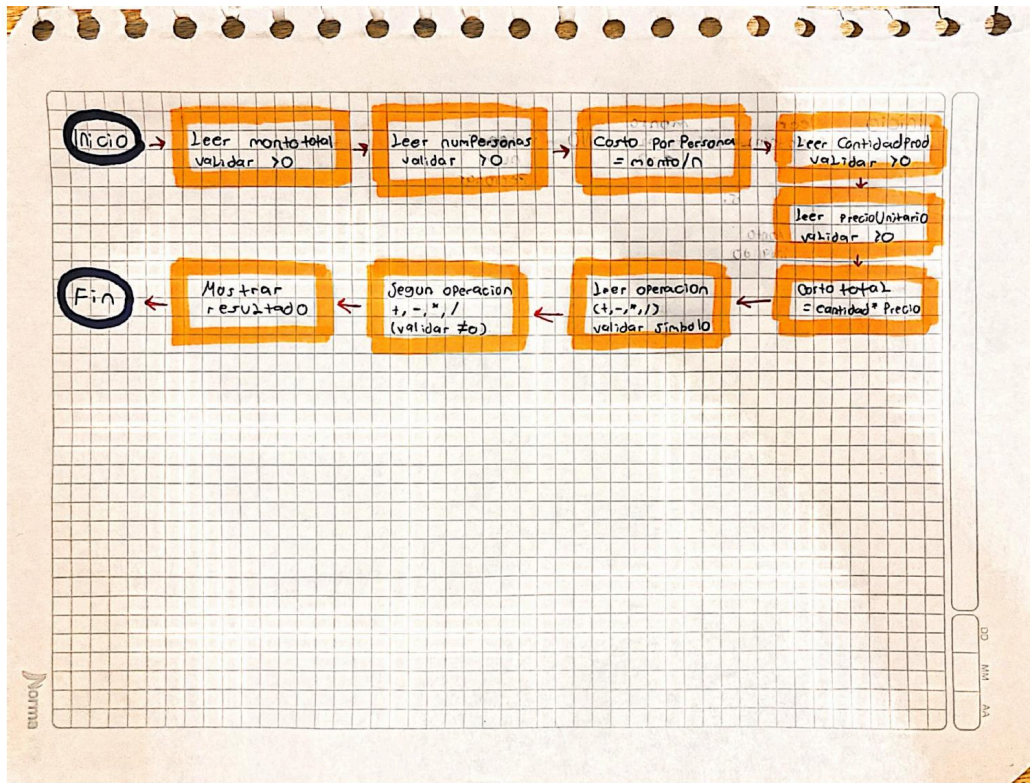 Inicio
Leer monto total
validar >0
Leer numPersonas
validar >0
Costo Por Persona
= monto/n
Leer CantidadProd
validar >0
Leer PrecioUnitario
validar >0
Costo total
= cantidad * Precio
Leer operacion
(+,-,*,/)
validar simbolo
Segun operacion
+, -, *, /
(validar ≠0)
Mostrar
resultado
Fin
DD
MM
AA
Norma